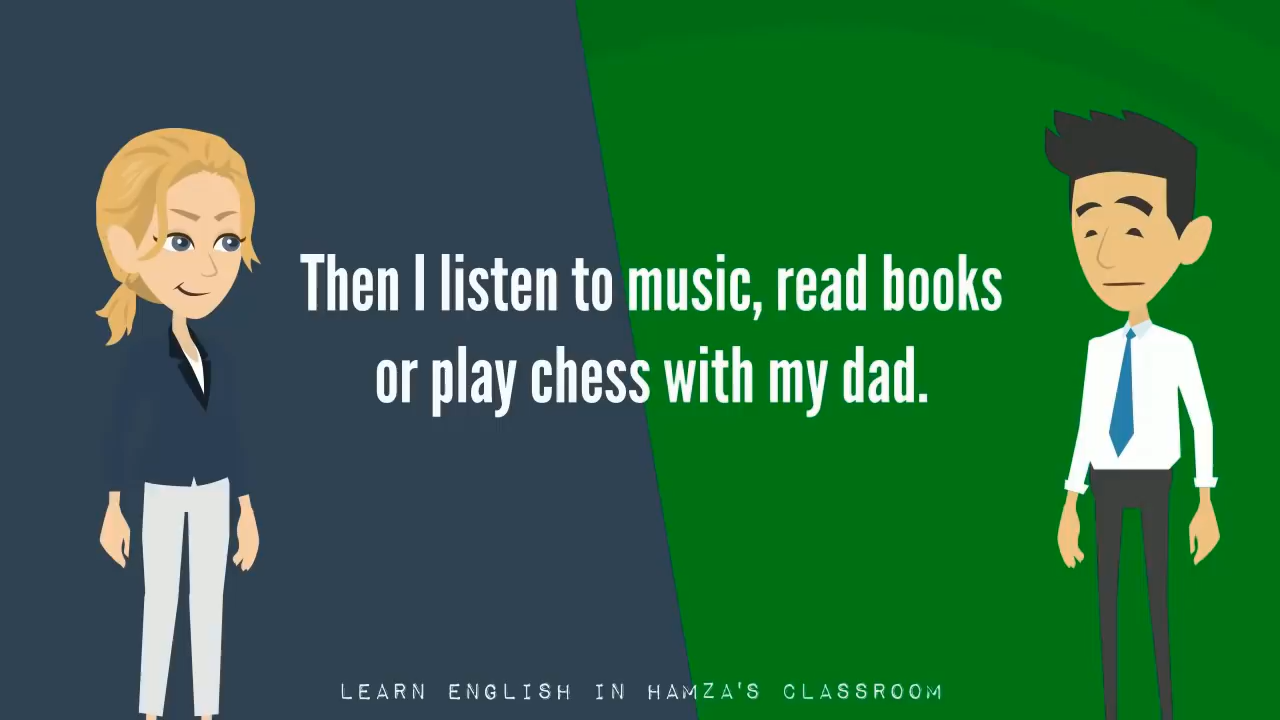 Then I listen to music, read books
or play chess with my dad.
LEARN ENGLISH IN HAMZA'S CLASSROOM